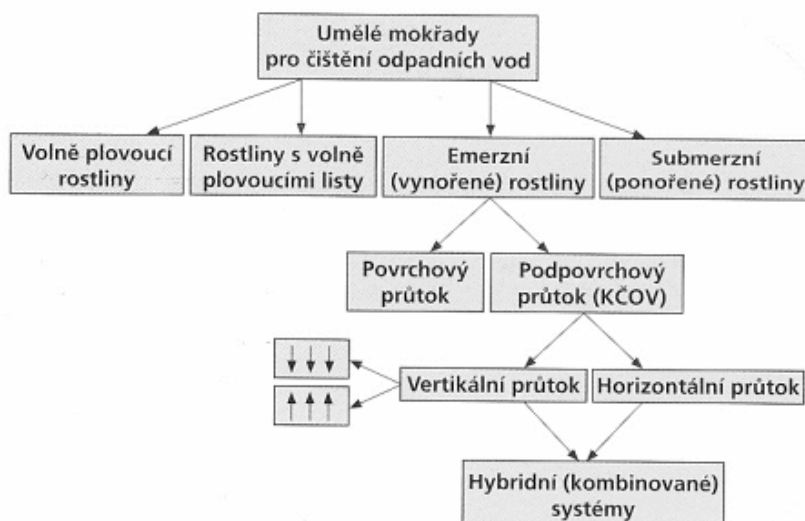 Umělé mokřady
pro čištění odpadních vod
Volně plovoucí
rostliny
Rostliny s volně
plovoucími listy
Emerzní
(vynořené) rostliny
Submerzní
(ponořené) rostliny
Povrchový
průtok
Podpovrchový
průtok (KČOV)
Vertikální průtok
Horizontální průtok
Hybridní (kombinované)
systémy